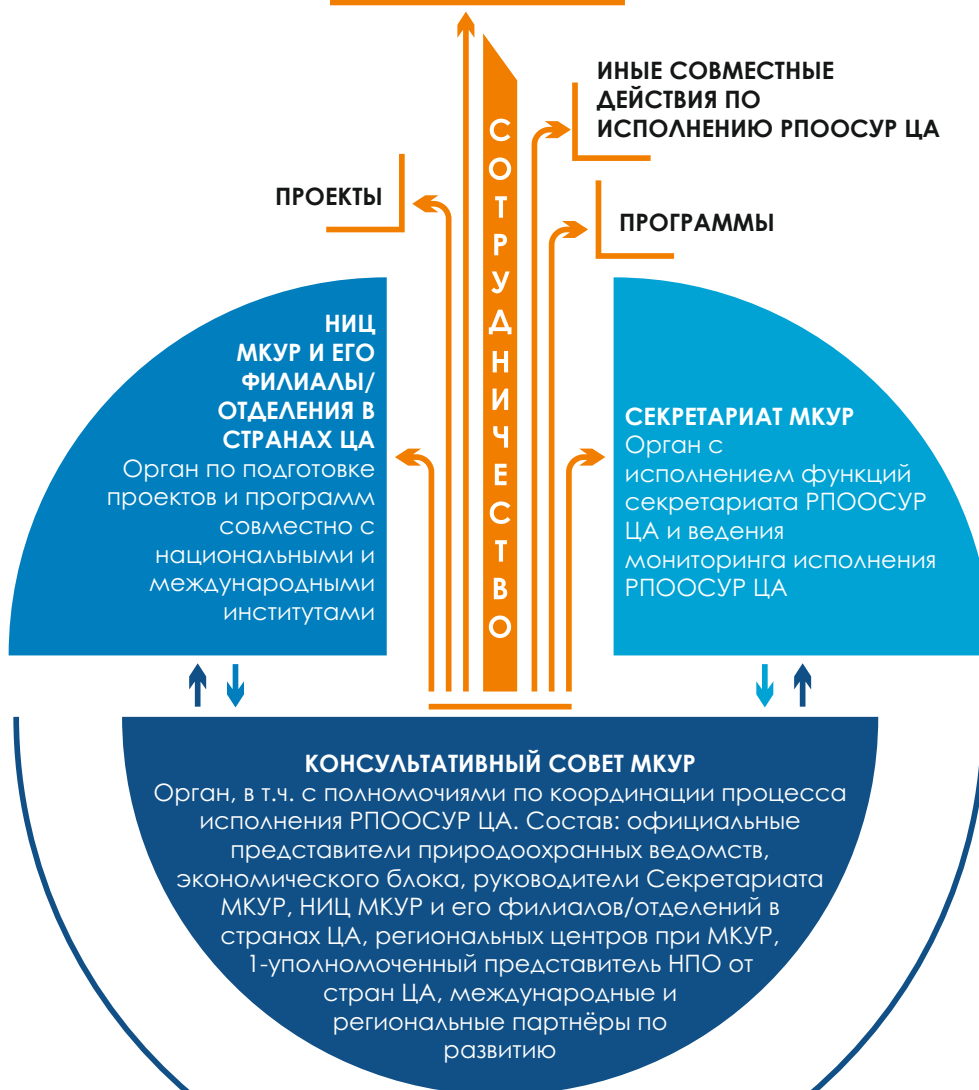 ИНЫЕ СОВМЕСТНЫЕ
ДЕЙСТВИЯ ПО
ИСПОЛНЕНИЮ РПООСУР ЦА
ПРОЕКТЫ
ПРОГРАММЫ
СОТРУДНИЧЕСТВО
НИЦ
МКУР И ЕГО
ФИЛИАЛЫ/
ОТДЕЛЕНИЯ В
СТРАНАХ ЦА
Орган по подготовке
проектов и программ
совместно с
национальными и
международными
институтами
СЕКРЕТАРИАТ МКУР
Орган с
исполнением функций
секретариата РПООСУР
ЦА и ведения
мониторинга исполнения
РПООСУР ЦА
КОНСУЛЬТАТИВНЫЙ СОВЕТ МКУР
Орган, в т.ч. с полномочиями по координации процесса
исполнения РПООСУР ЦА. Состав: официальные
представители природоохранных ведомств,
экономического блока, руководители Секретариата
МКУР, НИЦ МКУР и его филиалов/отделений в
странах ЦА, региональных центров при МКУР,
1-уполномоченный представитель НПО от
стран ЦА, международные и
региональные партнёры по
развитию